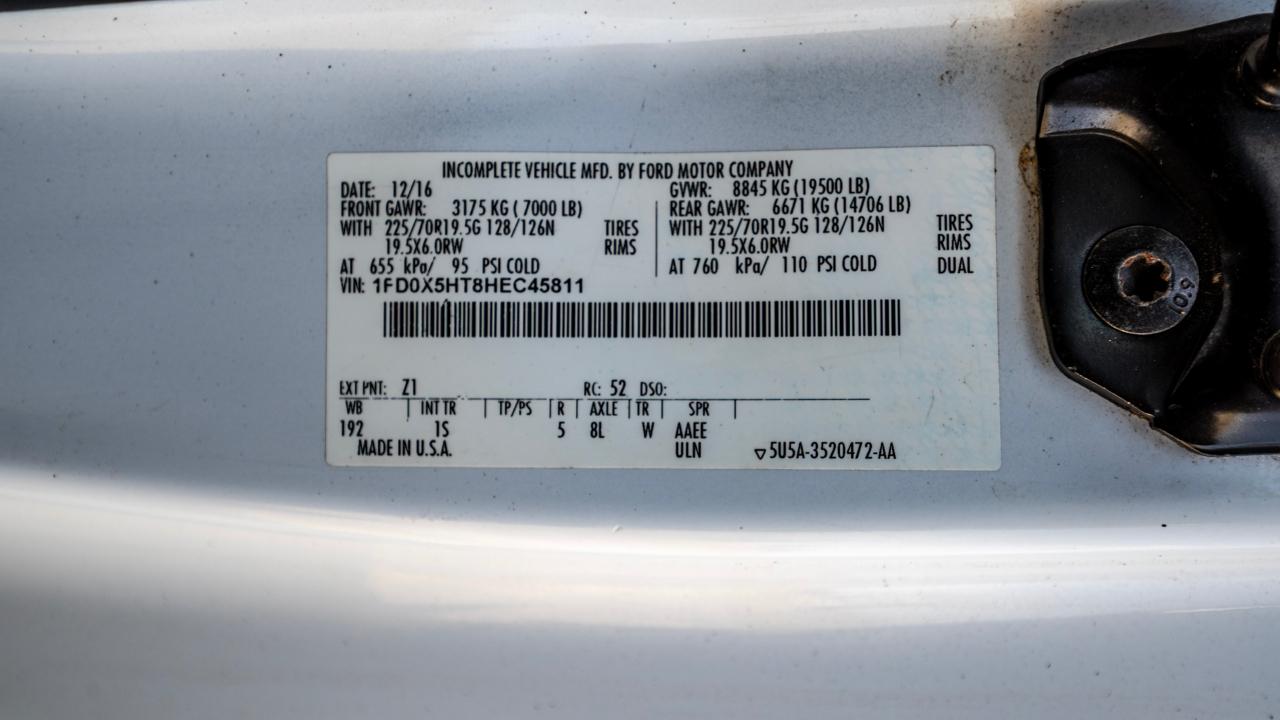 INCOMPLETE VEHICLE MFD. BY FORD MOTOR COMPANY
DATE: 12/16 GVWR: 8845 KG (19500 LB)
FRONT GAWR: 3175 KG ( 7000 LB) REAR GAWR: 6671 KG (14706 LB)
WITH 225/70R19.5G 128/126N TIRES WITH 225/70R19.5G 128/126N TIRES
19.5X6.0RW RIMS 19.5X6.0RW RIMS
AT 655 kPa/ 95 PSI COLD AT 760 kPa/ 110 PSI COLD DUAL
VIN: 1FD0X5HT8HEC45811
EXT PNT: Z1 RC: 52 DSO:
WB INT TR TP/PS R AXLE TR SPR
192 1S 5 8L W AAEE
MADE IN U.S.A. ULN ▽5U5A-3520472-AA
10.9